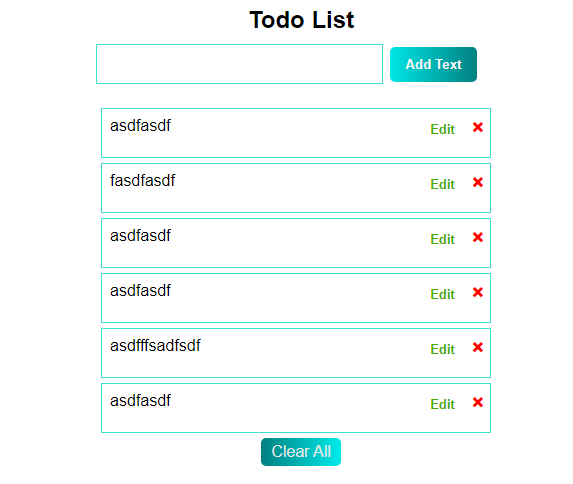 Todo List
Add Text
asdfasdf Edit ×
fasdfasdf Edit ×
asdfasdf Edit ×
asdfasdf Edit ×
asdfffsadfsdf Edit ×
asdfasdf Edit ×
Clear All